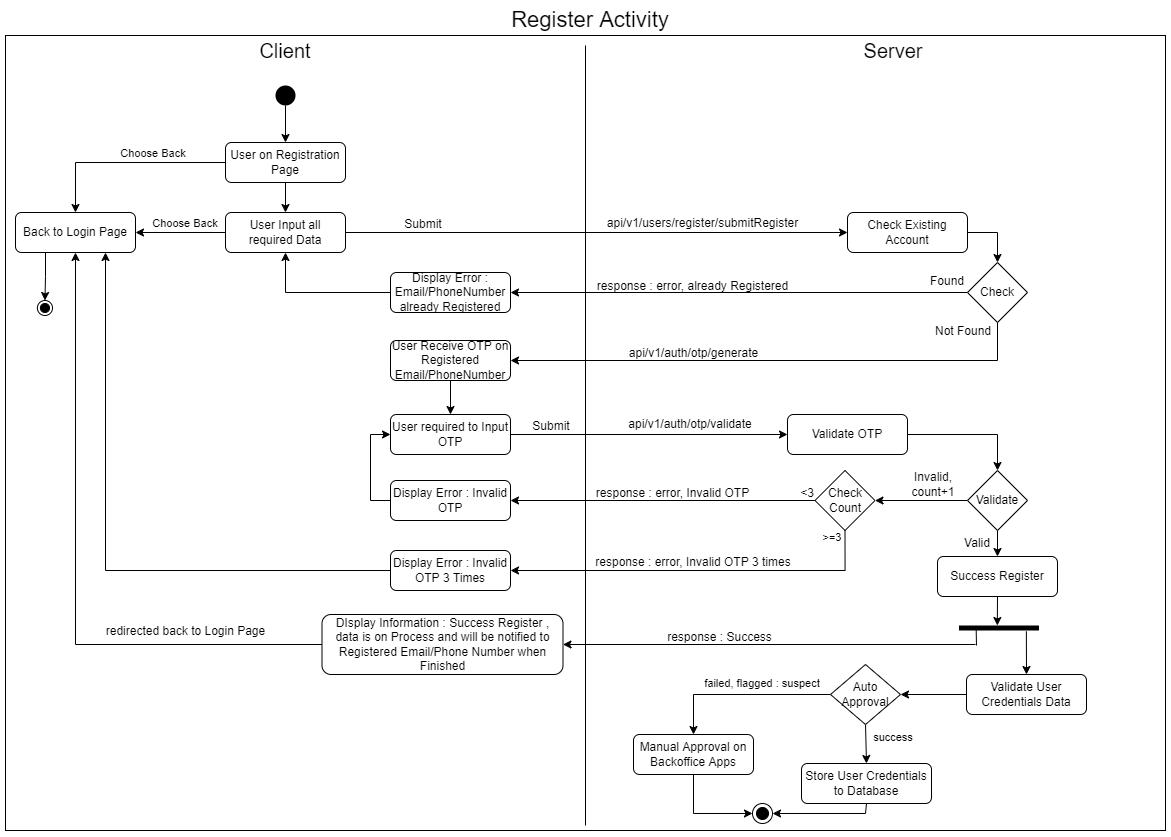 Register Activity
Client
Server
User on Registration
Page
Choose Back
Back to Login Page
Choose Back
User Input all
required Data
Submit
api/v1/users/register/submitRegister
Check Existing
Account
Display Error :
Email/PhoneNumber
already Registered
response : error, already Registered
Found
Check
Not Found
User Receive OTP on
Registered
Email/PhoneNumber
api/v1/auth/otp/generate
User required to Input
OTP
Submit
api/v1/auth/otp/validate
Validate OTP
Display Error : Invalid
OTP
response : error, Invalid OTP
<3
Check
Count
Invalid,
count+1
Validate
>=3
Valid
Display Error : Invalid
OTP 3 Times
response : error, Invalid OTP 3 times
Success Register
redirected back to Login Page
DIsplay Information : Success Register ,
data is on Process and will be notified to
Registered Email/Phone Number when
Finished
response : Success
failed, flagged : suspect
Auto
Approval
Validate User
Credentials Data
success
Manual Approval on
Backoffice Apps
Store User Credentials
to Database